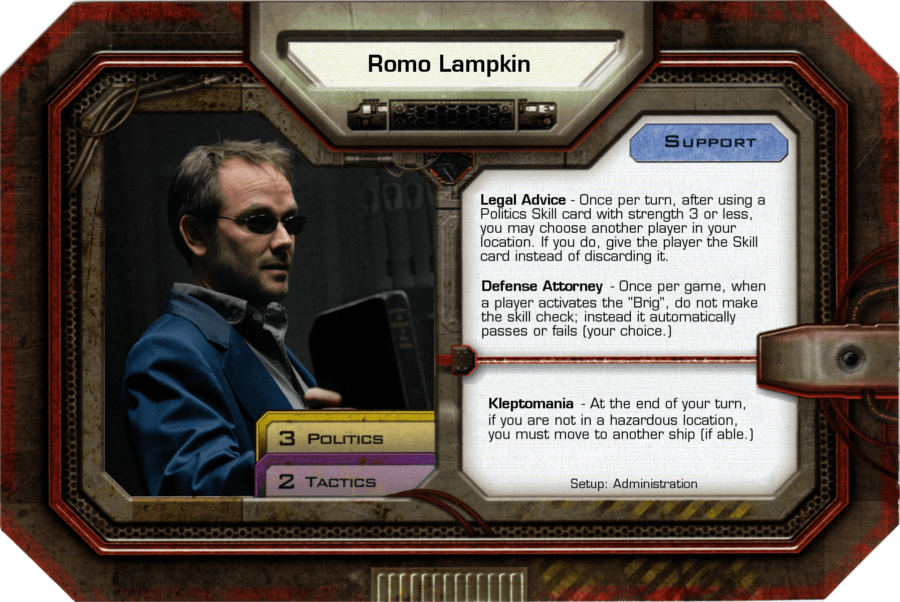 Romo Lampkin
Support
Legal Advice - Once per turn, after using a
Politics Skill card with strength 3 or less,
you may choose another player in your
location. If you do, give the player the Skill
card instead of discarding it.
Defense Attorney - Once per game, when
a player activates the "Brig", do not make
the skill check; instead it automatically
passes or fails (your choice.)
Kleptomania - At the end of your turn,
if you are not in a hazardous location,
you must move to another ship (if able.)
Setup: Administration
3 Politics
2 Tactics